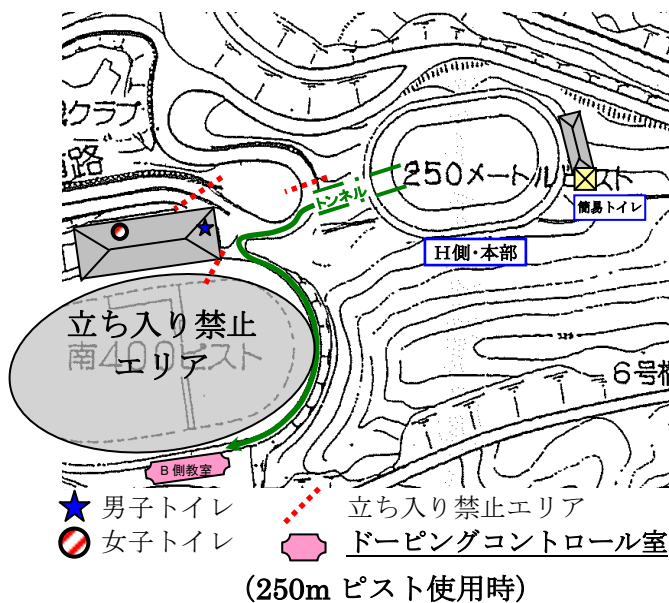 クラブ
路
250メートルピスト
トンネル
簡易トイレ
H側・本部
立ち入り禁止
エリア
南400ピスト
6号
B側教室
男子トイレ
立ち入り禁止エリア
女子トイレ
ドーピングコントロール室
(250m ピスト使用時)